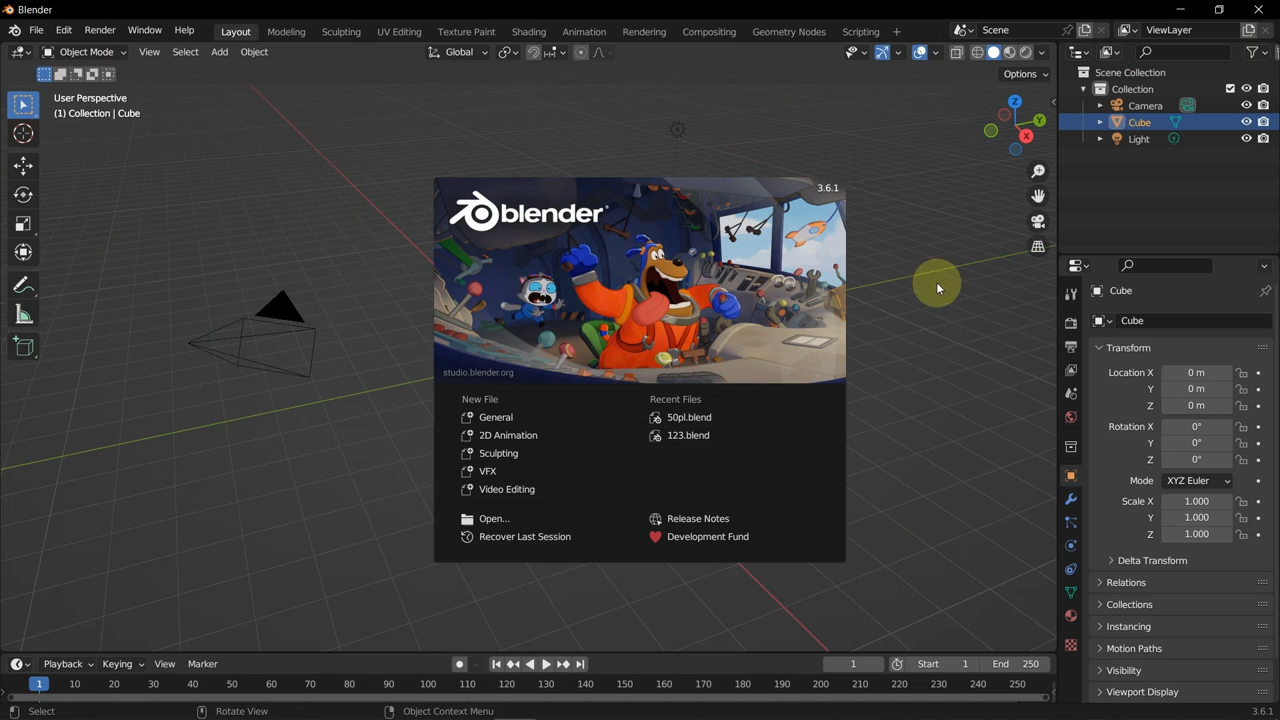 Blender
File Edit Render Window Help Layout Modeling Sculpting UV Editing Texture Paint Shading Animation Rendering Compositing Geometry Nodes Scripting + Scene ViewLayer
Object Mode View Select Add Object Global
Options
User Perspective
(1) Collection | Cube
Z
Y
X
Scene Collection
Collection
Camera
Cube
Light
3.6.1
blender
studio.blender.org
New File
General
2D Animation
Sculpting
VFX
Video Editing
Open...
Recover Last Session
Recent Files
50pl.blend
123.blend
Release Notes
Development Fund
Cube
Cube
Transform
Location X 0 m
Y 0 m
Z 0 m
Rotation X 0°
Y 0°
Z 0°
Mode XYZ Euler
Scale X 1.000
Y 1.000
Z 1.000
Delta Transform
Relations
Collections
Instancing
Motion Paths
Visibility
Viewport Display
Playback Keying View Marker 1 Start 1 End 250
1 10 20 30 40 50 60 70 80 90 100 110 120 130 140 150 160 170 180 190 200 210 220 230 240 250
Select Rotate View Object Context Menu 3.6.1